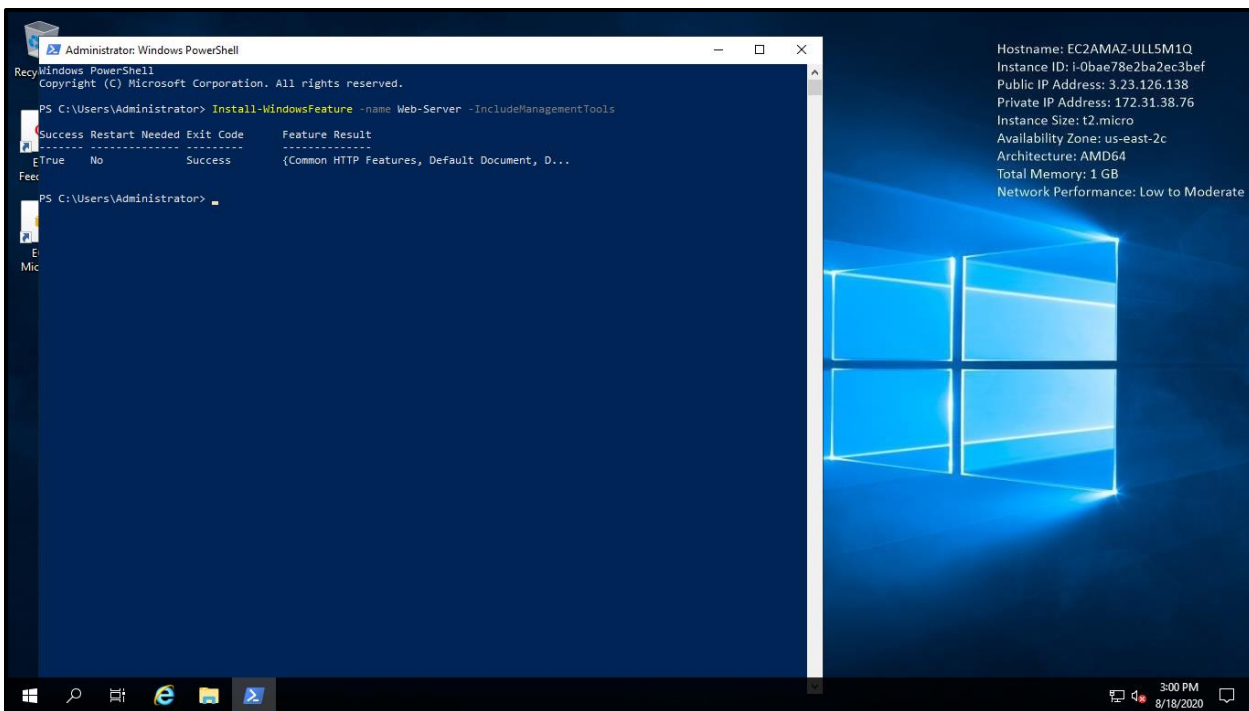 Administrator: Windows PowerShell
Windows PowerShell
Copyright (C) Microsoft Corporation. All rights reserved.
PS C:\Users\Administrator> Install-WindowsFeature -name Web-Server -IncludeManagementTools
Success Restart Needed Exit Code      Feature Result
------- -------------- ---------      --------------
True    No             Success        {Common HTTP Features, Default Document, D...
PS C:\Users\Administrator>
Recy
E
Feed
E
Mic
Hostname: EC2AMAZ-ULL5M1Q
Instance ID: i-0bae78e2ba2ec3bef
Public IP Address: 3.23.126.138
Private IP Address: 172.31.38.76
Instance Size: t2.micro
Availability Zone: us-east-2c
Architecture: AMD64
Total Memory: 1 GB
Network Performance: Low to Moderate
3:00 PM
8/18/2020